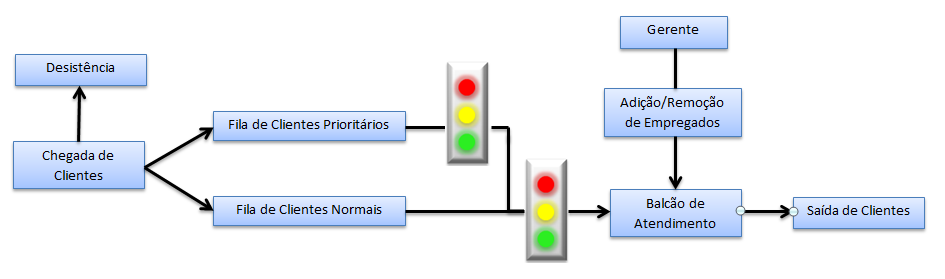 Gerente
Desistência
Adição/Remoção
de Empregados
Fila de Clientes Prioritários
Chegada de
Clientes
Fila de Clientes Normais
Balcão de
Atendimento
Saída de Clientes